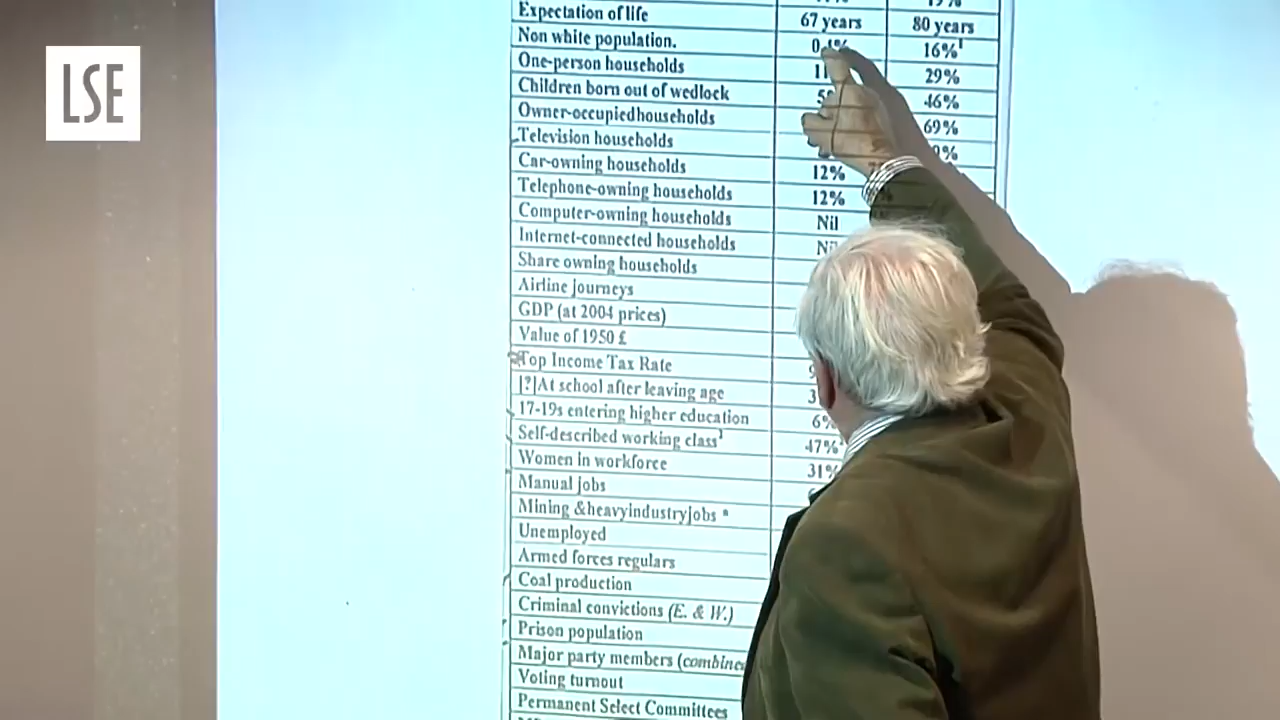 LSE
Expectation of life 67 years 80 years
Non white population. 16%¹
One-person households 29%
Children born out of wedlock 46%
Owner-occupiedhouseholds 69%
Television households
Car-owning households 12%
Telephone-owning households 12%
Computer-owning households Nil
Internet-connected households
Share owning households
Airline journeys
GDP (at 2004 prices)
Value of 1950 £
Top Income Tax Rate
[?]At school after leaving age
17-19s entering higher education 6%
Self-described working class 47%
Women in workforce 31%
Manual jobs
Mining &heavyindustryjobs
Unemployed
Armed forces regulars
Coal production
Criminal convictions (E. & W.)
Prison population
Major party members
Voting turnout
Permanent Select Committees